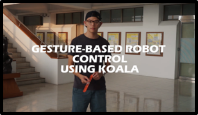 GESTURE-BASED ROBOT
CONTROL
USING KOALA